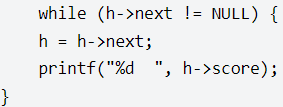 while (h->next != NULL) {
h = h->next;
printf("%d  ", h->score);
}